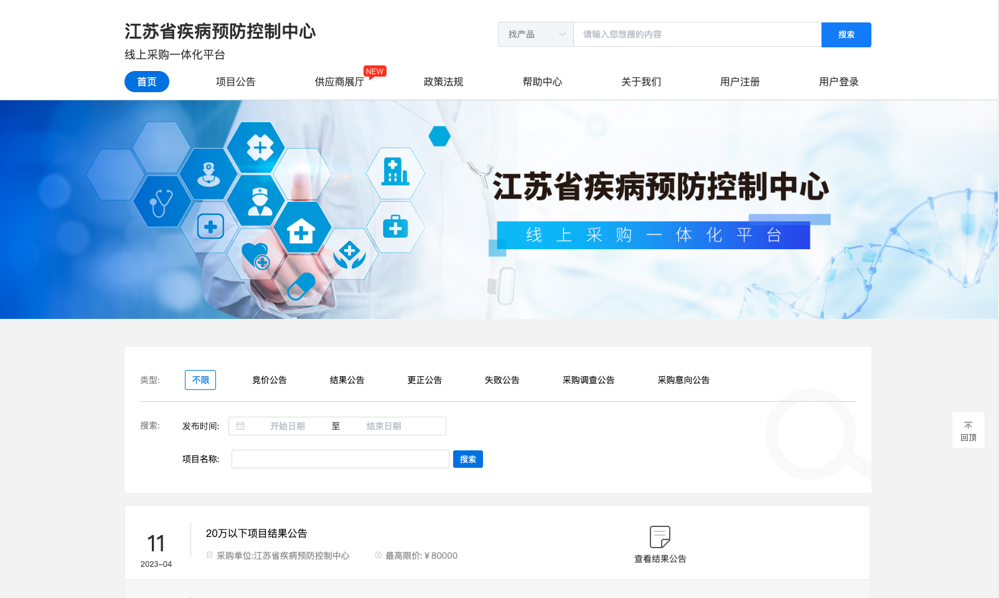 江苏省疾病预防控制中心
线上采购一体化平台
找产品 请输入您想搜的内容 搜索
NEW
首页 项目公告 供应商展厅 政策法规 帮助中心 关于我们 用户注册 用户登录
江苏省疾病预防控制中心
线上采购一体化平台
类型: 不限 竞价公告 结果公告 更正公告 失败公告 采购调查公告 采购意向公告
搜索: 发布时间: 开始日期 至 结束日期
项目名称: 搜索
回顶
11
2023-04
20万以下项目结果公告
采购单位:江苏省疾病预防控制中心 最高限价:￥80000
查看结果公告